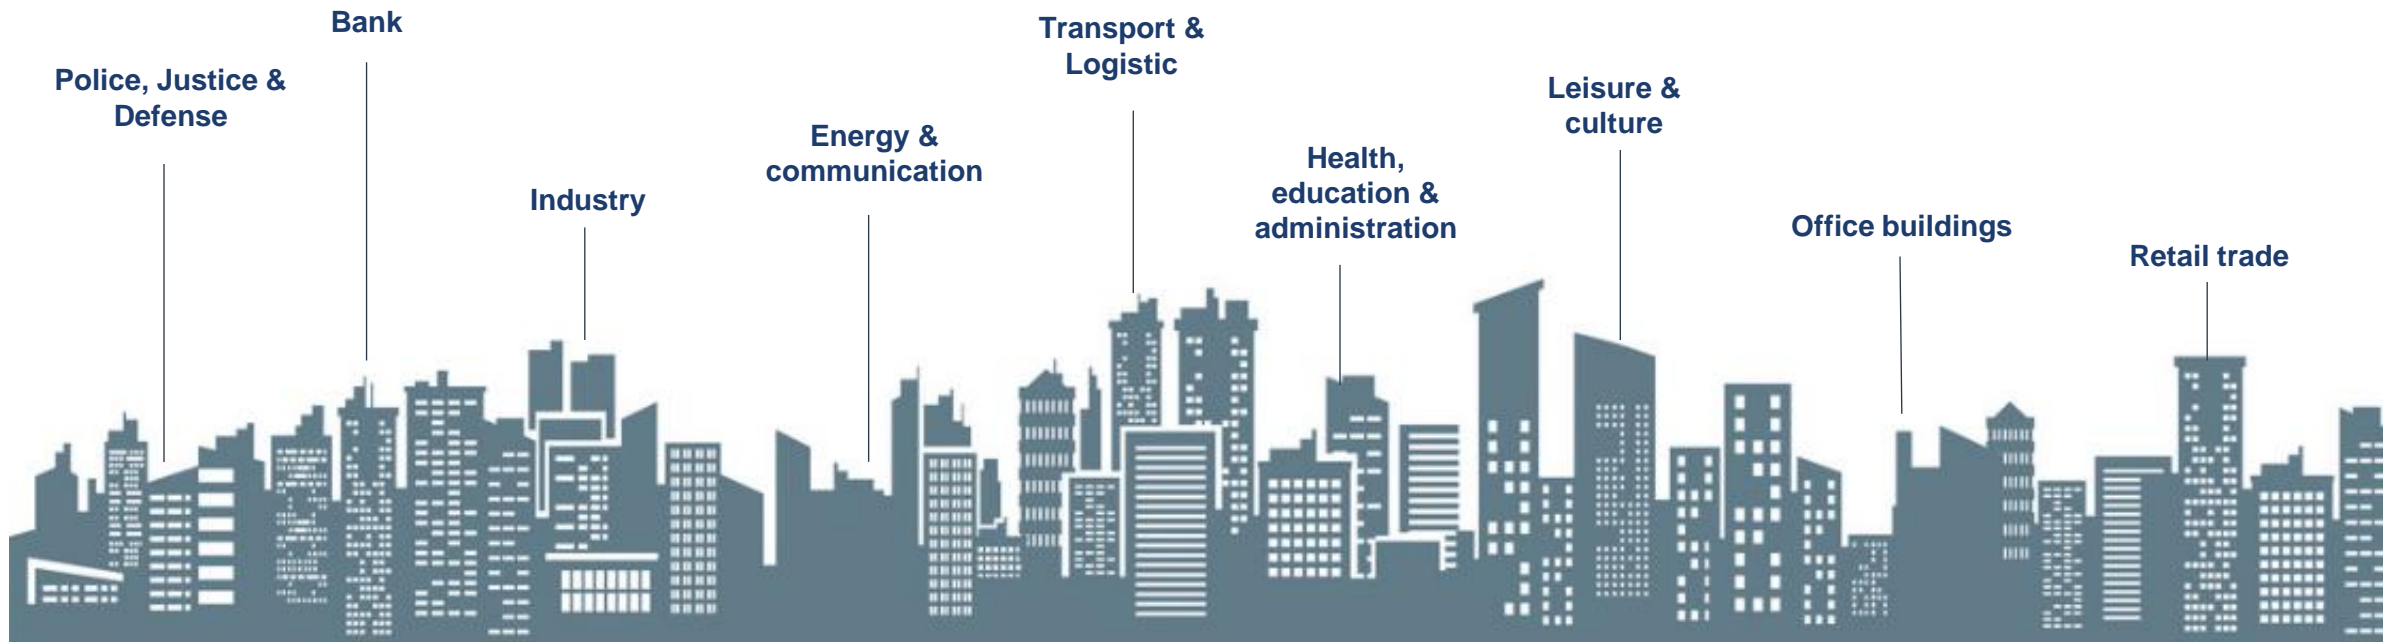 Bank
Police, Justice &
Defense
Industry
Energy &
communication
Transport &
Logistic
Health,
education &
administration
Leisure &
culture
Office buildings
Retail trade